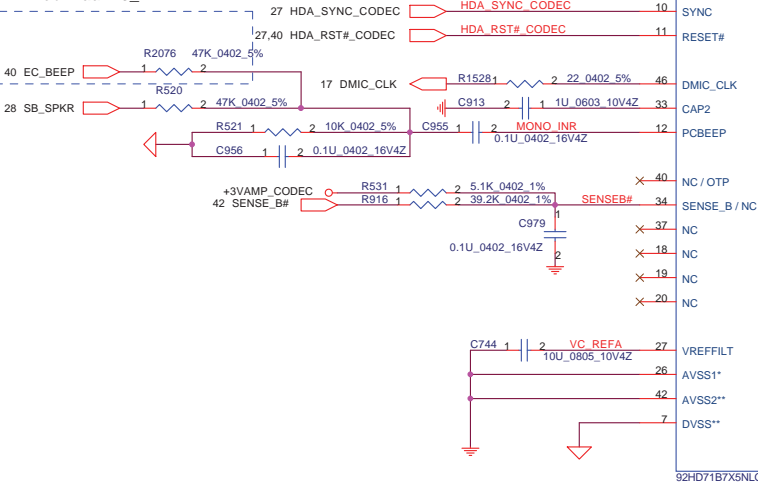 27 HDA_SYNC_CODEC HDA_SYNC_CODEC 10 SYNC
27,40 HDA_RST#_CODEC HDA_RST#_CODEC 11 RESET#
R2076 47K_0402_5%
40 EC_BEEP 1 2
R520
28 SB_SPKR 1 2 47K_0402_5%
17 DMIC_CLK R1528 1 2 22_0402_5% 46 DMIC_CLK
C913 2 1 1U_0603_10V4Z 33 CAP2
R521 1 2 10K_0402_5% C955 1 2 MONO_INR 12 PCBEEP
0.1U_0402_16V4Z
C956 1 2 0.1U_0402_16V4Z
40 NC / OTP
+3VAMP_CODEC R531 1 2 5.1K_0402_1%
42 SENSE_B# R916 1 2 39.2K_0402_1% SENSEB# 34 SENSE_B / NC
C979 1
0.1U_0402_16V4Z
2
37 NC
18 NC
19 NC
20 NC
C744 1 2 VC_REFA 27 VREFFILT
10U_0805_10V4Z
26 AVSS1*
42 AVSS2**
7 DVSS**
92HD71B7X5NLG